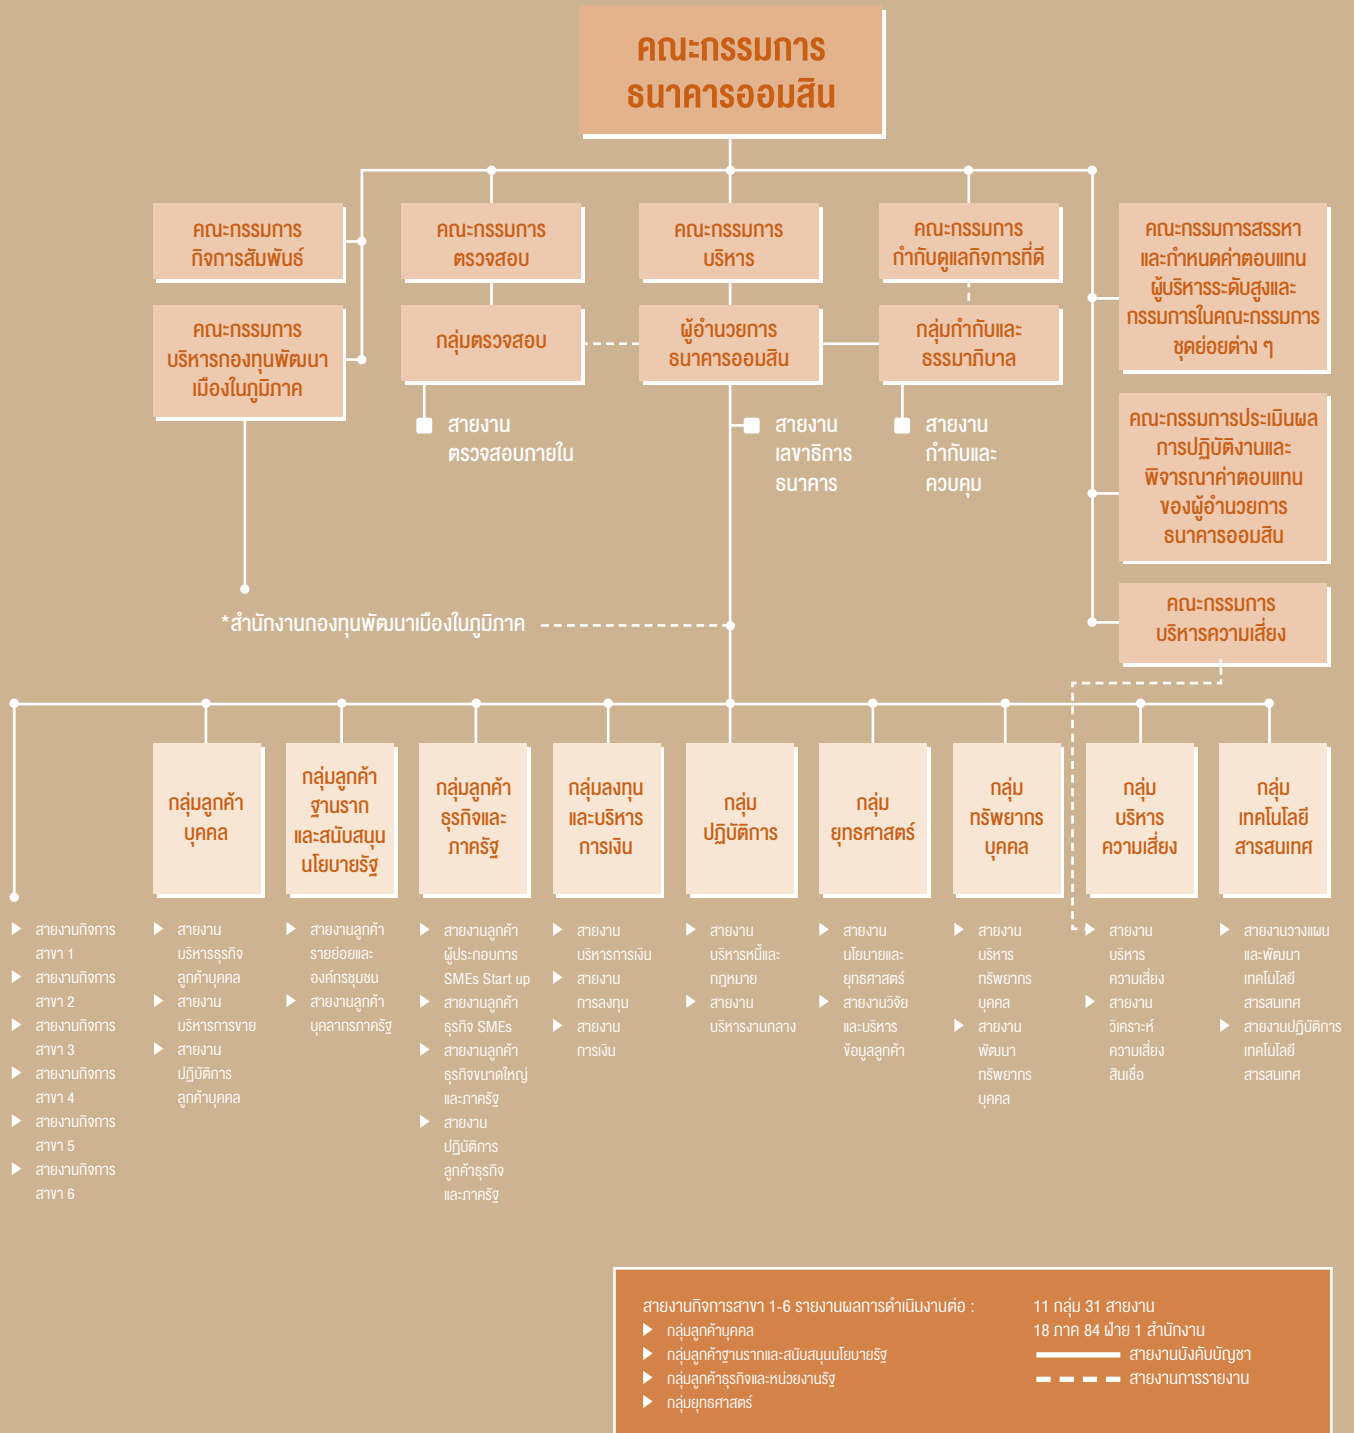 คณะกรรมการ
ธนาคารออมสิน
คณะกรรมการ
กิจการสัมพันธ์
คณะกรรมการ
ตรวจสอบ
คณะกรรมการ
บริหาร
คณะกรรมการ
กำกับดูแลกิจการที่ดี
คณะกรรมการสรรหา
และกำหนดค่าตอบแทน
ผู้บริหารระดับสูงและ
กรรมการในคณะกรรมการ
ชุดย่อยต่าง ๆ
คณะกรรมการ
บริหารกองทุนพัฒนา
เมืองในภูมิภาค
กลุ่มตรวจสอบ
ผู้อำนวยการ
ธนาคารออมสิน
กลุ่มกำกับและ
ธรรมาภิบาล
สายงาน
ตรวจสอบภายใน
สายงาน
เลขาธิการ
ธนาคาร
สายงาน
กำกับและ
ควบคุม
คณะกรรมการประเมินผล
การปฏิบัติงานและ
พิจารณาค่าตอบแทน
ของผู้อำนวยการ
ธนาคารออมสิน
คณะกรรมการ
บริหารความเสี่ยง
*สำนักงานกองทุนพัฒนาเมืองในภูมิภาค
กลุ่มลูกค้า
บุคคล
กลุ่มลูกค้า
ฐานราก
และสนับสนุน
นโยบายรัฐ
กลุ่มลูกค้า
ธุรกิจและ
ภาครัฐ
กลุ่มลงทุน
และบริหาร
การเงิน
กลุ่ม
ปฏิบัติการ
กลุ่ม
ยุทธศาสตร์
กลุ่ม
ทรัพยากร
บุคคล
กลุ่ม
บริหาร
ความเสี่ยง
กลุ่ม
เทคโนโลยี
สารสนเทศ
สายงานกิจการ
สาขา 1
สายงานกิจการ
สาขา 2
สายงานกิจการ
สาขา 3
สายงานกิจการ
สาขา 4
สายงานกิจการ
สาขา 5
สายงานกิจการ
สาขา 6
สายงาน
บริหารธุรกิจ
ลูกค้าบุคคล
สายงาน
บริหารการขาย
สายงาน
ปฏิบัติการ
ลูกค้าบุคคล
สายงานลูกค้า
รายย่อยและ
องค์กรชุมชน
สายงานลูกค้า
บุคลากรภาครัฐ
สายงานลูกค้า
ผู้ประกอบการ
SMEs Start up
สายงานลูกค้า
ธุรกิจ SMEs
สายงานลูกค้า
ธุรกิจขนาดใหญ่
และภาครัฐ
สายงาน
ปฏิบัติการ
ลูกค้าธุรกิจ
และภาครัฐ
สายงาน
บริหารการเงิน
สายงาน
การลงทุน
สายงาน
การเงิน
สายงาน
บริหารหนี้และ
กฎหมาย
สายงาน
บริหารงานกลาง
สายงาน
นโยบายและ
ยุทธศาสตร์
สายงานวิจัย
และบริหาร
ข้อมูลลูกค้า
สายงาน
บริหาร
ทรัพยากร
บุคคล
สายงาน
พัฒนา
ทรัพยากร
บุคคล
สายงาน
บริหาร
ความเสี่ยง
สายงาน
วิเคราะห์
ความเสี่ยง
สินเชื่อ
สายงานวางแผน
และพัฒนา
เทคโนโลยี
สารสนเทศ
สายงานปฏิบัติการ
เทคโนโลยี
สารสนเทศ
สายงานกิจการสาขา 1-6 รายงานผลการดำเนินงานต่อ :
กลุ่มลูกค้าบุคคล
กลุ่มลูกค้าฐานรากและสนับสนุนนโยบายรัฐ
กลุ่มลูกค้าธุรกิจและหน่วยงานรัฐ
กลุ่มยุทธศาสตร์
11 กลุ่ม 31 สายงาน
18 ภาค 84 ฝ่าย 1 สำนักงาน
สายงานบังคับบัญชา
สายงานการรายงาน